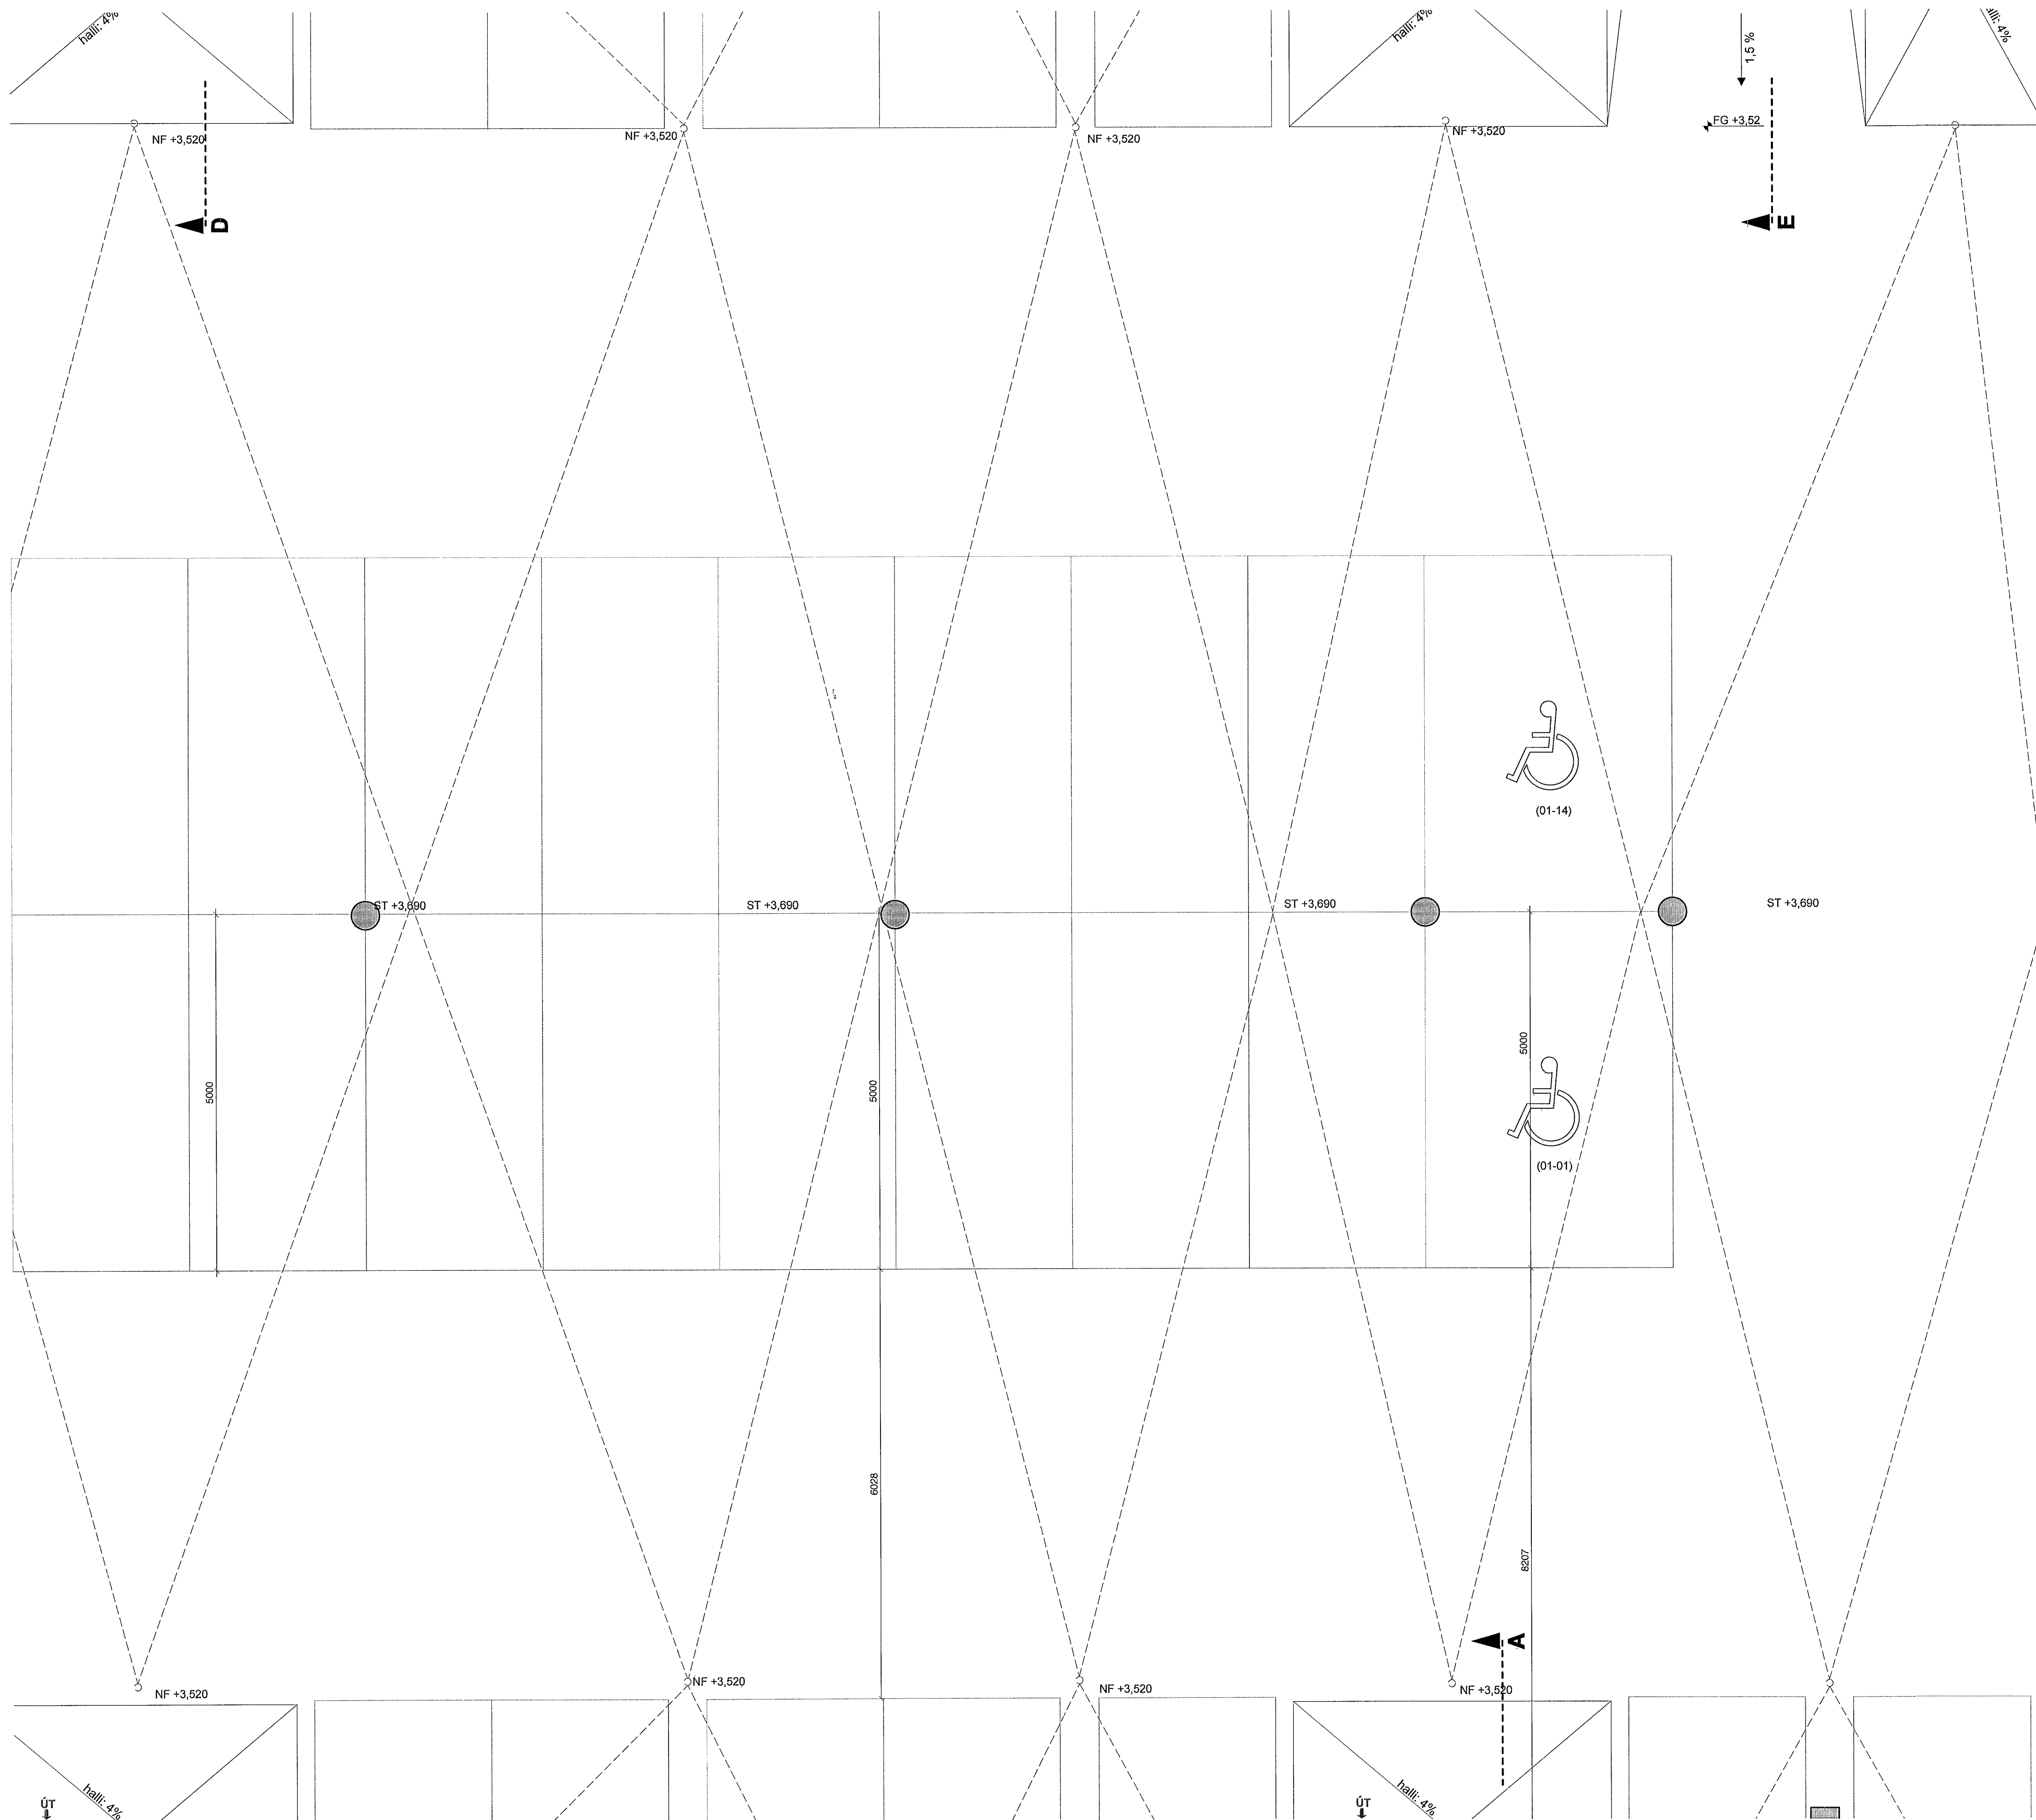 halli: 4%
halli: 4%
halli: 4%
1,5 %
FG +3,52
NF +3,520
NF +3,520
NF +3,520
NF +3,520
D
E
(01-14)
ST +3,690
ST +3,690
ST +3,690
ST +3,690
5000
5000
5000
(01-01)
6028
8207
A
NF +3,520
NF +3,520
NF +3,520
NF +3,520
halli: 4%
halli: 4%
ÚT
ÚT